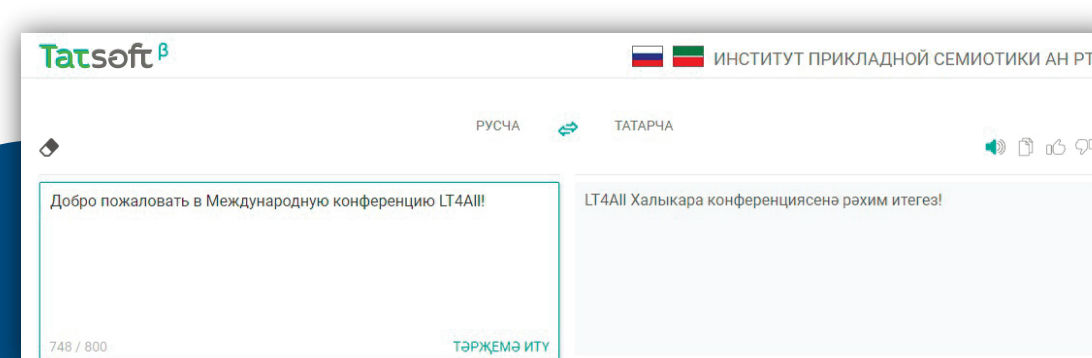 Tatsoft β
ИНСТИТУТ ПРИКЛАДНОЙ СЕМИОТИКИ АН РТ
РУСЧА ТАТАРЧА
Добро пожаловать в Международную конференцию LT4All!
LT4All Халыкара конференциясенә рәхим итегез!
748 / 800
ТӘРҖЕМӘ ИТҮ